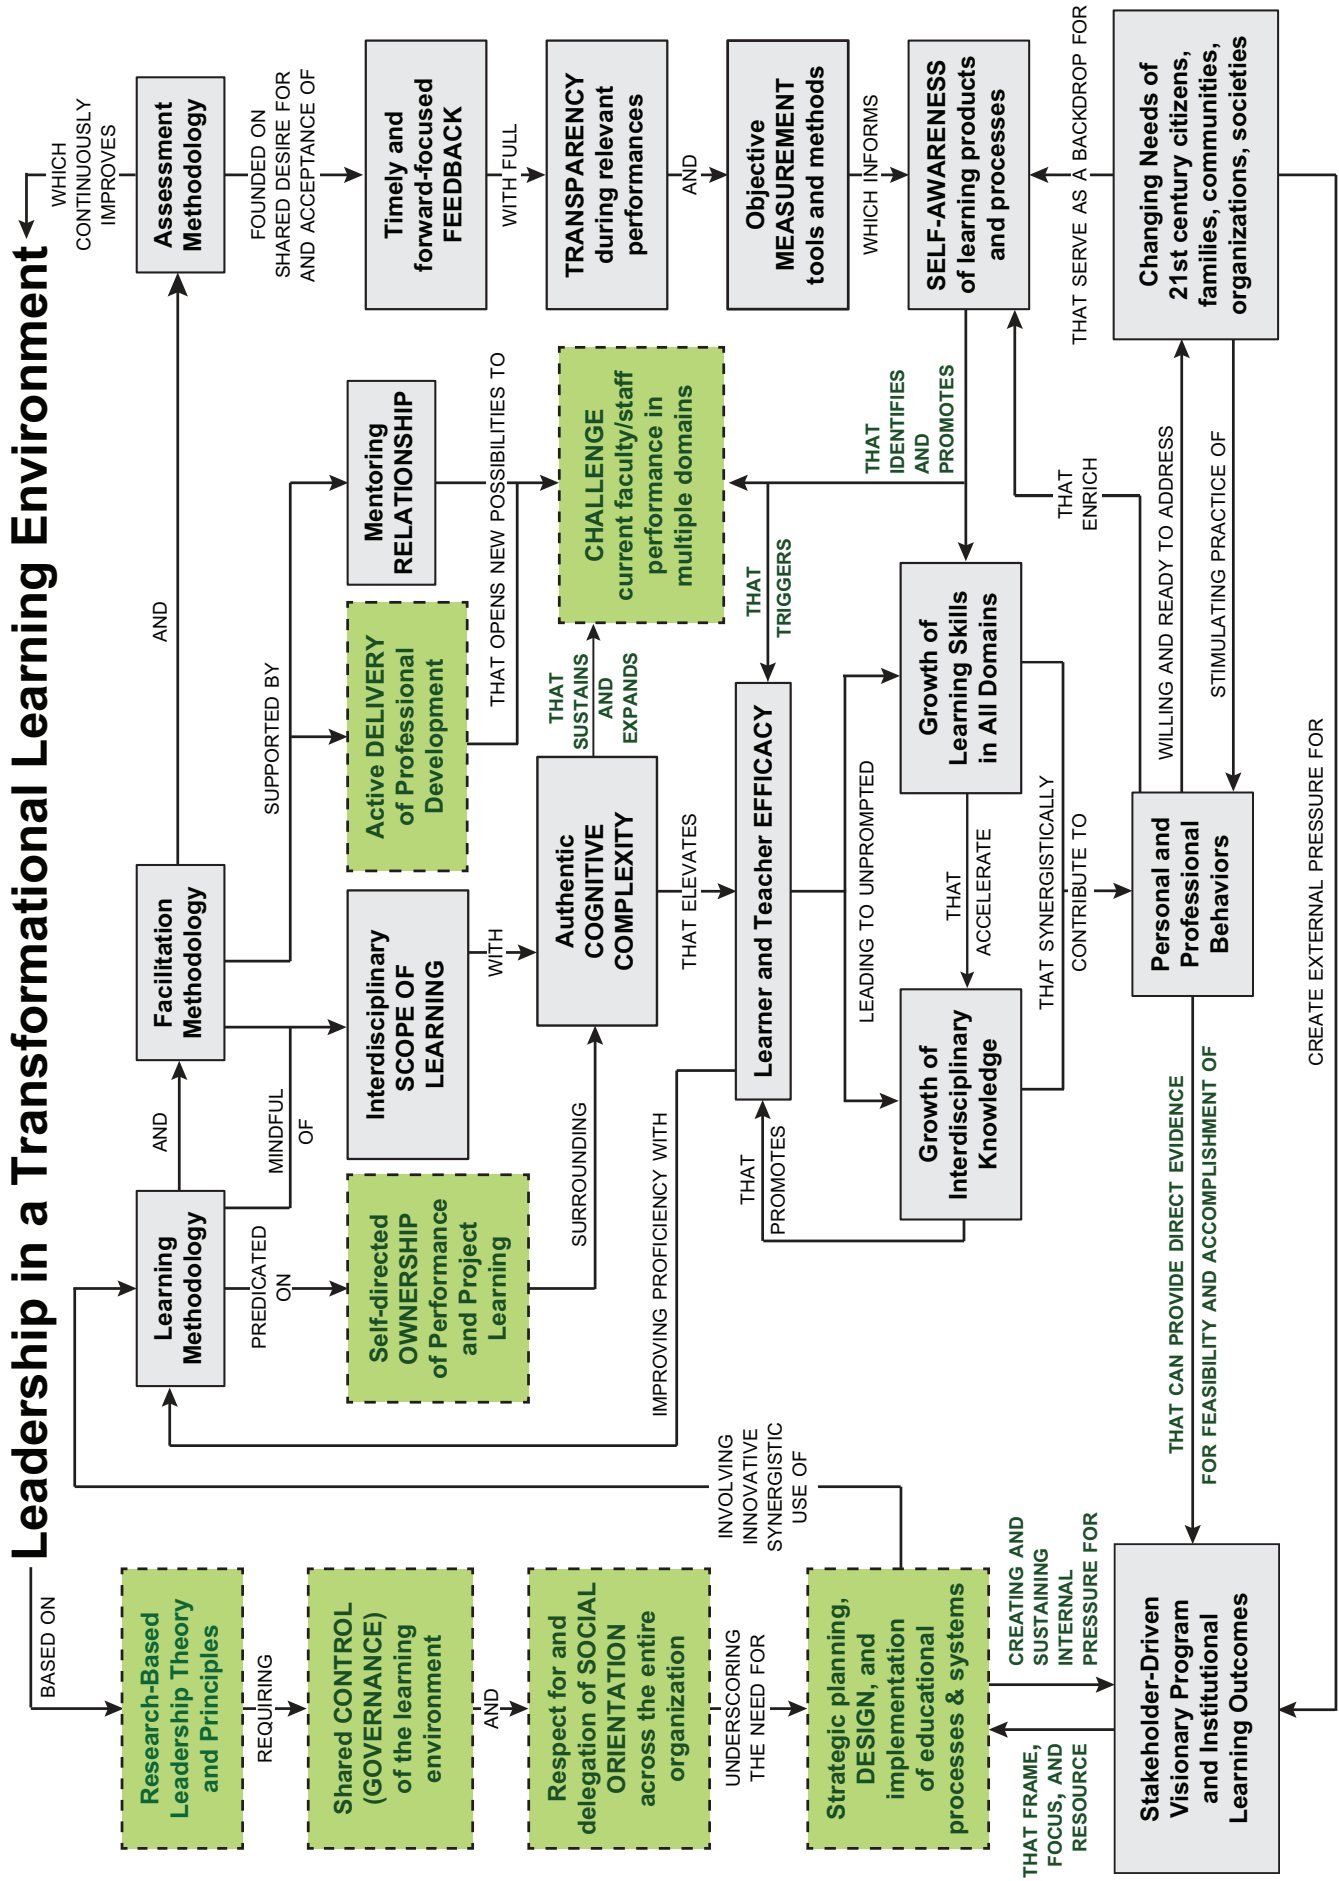 Leadership in a Transformational Learning Environment
BASED ON
Research-Based
Leadership Theory
and Principles
REQUIRING
Shared CONTROL
(GOVERNANCE)
of the learning
environment
AND
Respect for and
delegation of SOCIAL
ORIENTATION
across the entire
organization
UNDERSCORING
THE NEED FOR
Strategic planning,
DESIGN, and
implementation
of educational
processes & systems
THAT FRAME,
FOCUS, AND
RESOURCE
CREATING AND
SUSTAINING
INTERNAL
PRESSURE FOR
Stakeholder-Driven
Visionary Program
and Institutional
Learning Outcomes
INVOLVING
INNOVATIVE
SYNERGISTIC
USE OF
Learning
Methodology
AND
Facilitation
Methodology
AND
Assessment
Methodology
WHICH
CONTINUOUSLY
IMPROVES
PREDICATED
ON
MINDFUL
OF
SUPPORTED BY
FOUNDED ON
SHARED DESIRE FOR
AND ACCEPTANCE OF
Self-directed
OWNERSHIP
of Performance
and Project
Learning
Interdisciplinary
SCOPE OF
LEARNING
Active DELIVERY
of Professional
Development
Mentoring
RELATIONSHIP
Timely and
forward-focused
FEEDBACK
SURROUNDING
WITH
THAT OPENS NEW POSSIBILITIES TO
WITH FULL
Authentic
COGNITIVE
COMPLEXITY
THAT
SUSTAINS
AND
EXPANDS
CHALLENGE
current faculty/staff
performance in
multiple domains
TRANSPARENCY
during relevant
performances
AND
IMPROVING PROFICIENCY WITH
THAT ELEVATES
Learner and Teacher EFFICACY
THAT
TRIGGERS
Objective
MEASUREMENT
tools and methods
WHICH INFORMS
THAT
PROMOTES
LEADING TO UNPROMPTED
THAT
IDENTIFIES
AND
PROMOTES
Growth of
Interdisciplinary
Knowledge
THAT
ACCELERATE
Growth of
Learning Skills
in All Domains
SELF-AWARENESS
of learning products
and processes
THAT SYNERGISTICALLY
CONTRIBUTE TO
THAT
ENRICH
THAT SERVE AS A BACKDROP FOR
Personal and
Professional
Behaviors
WILLING AND READY TO ADDRESS
STIMULATING PRACTICE OF
Changing Needs of
21st century citizens,
families, communities,
organizations, societies
THAT CAN PROVIDE DIRECT EVIDENCE
FOR FEASIBILITY AND ACCOMPLISHMENT OF
CREATE EXTERNAL PRESSURE FOR